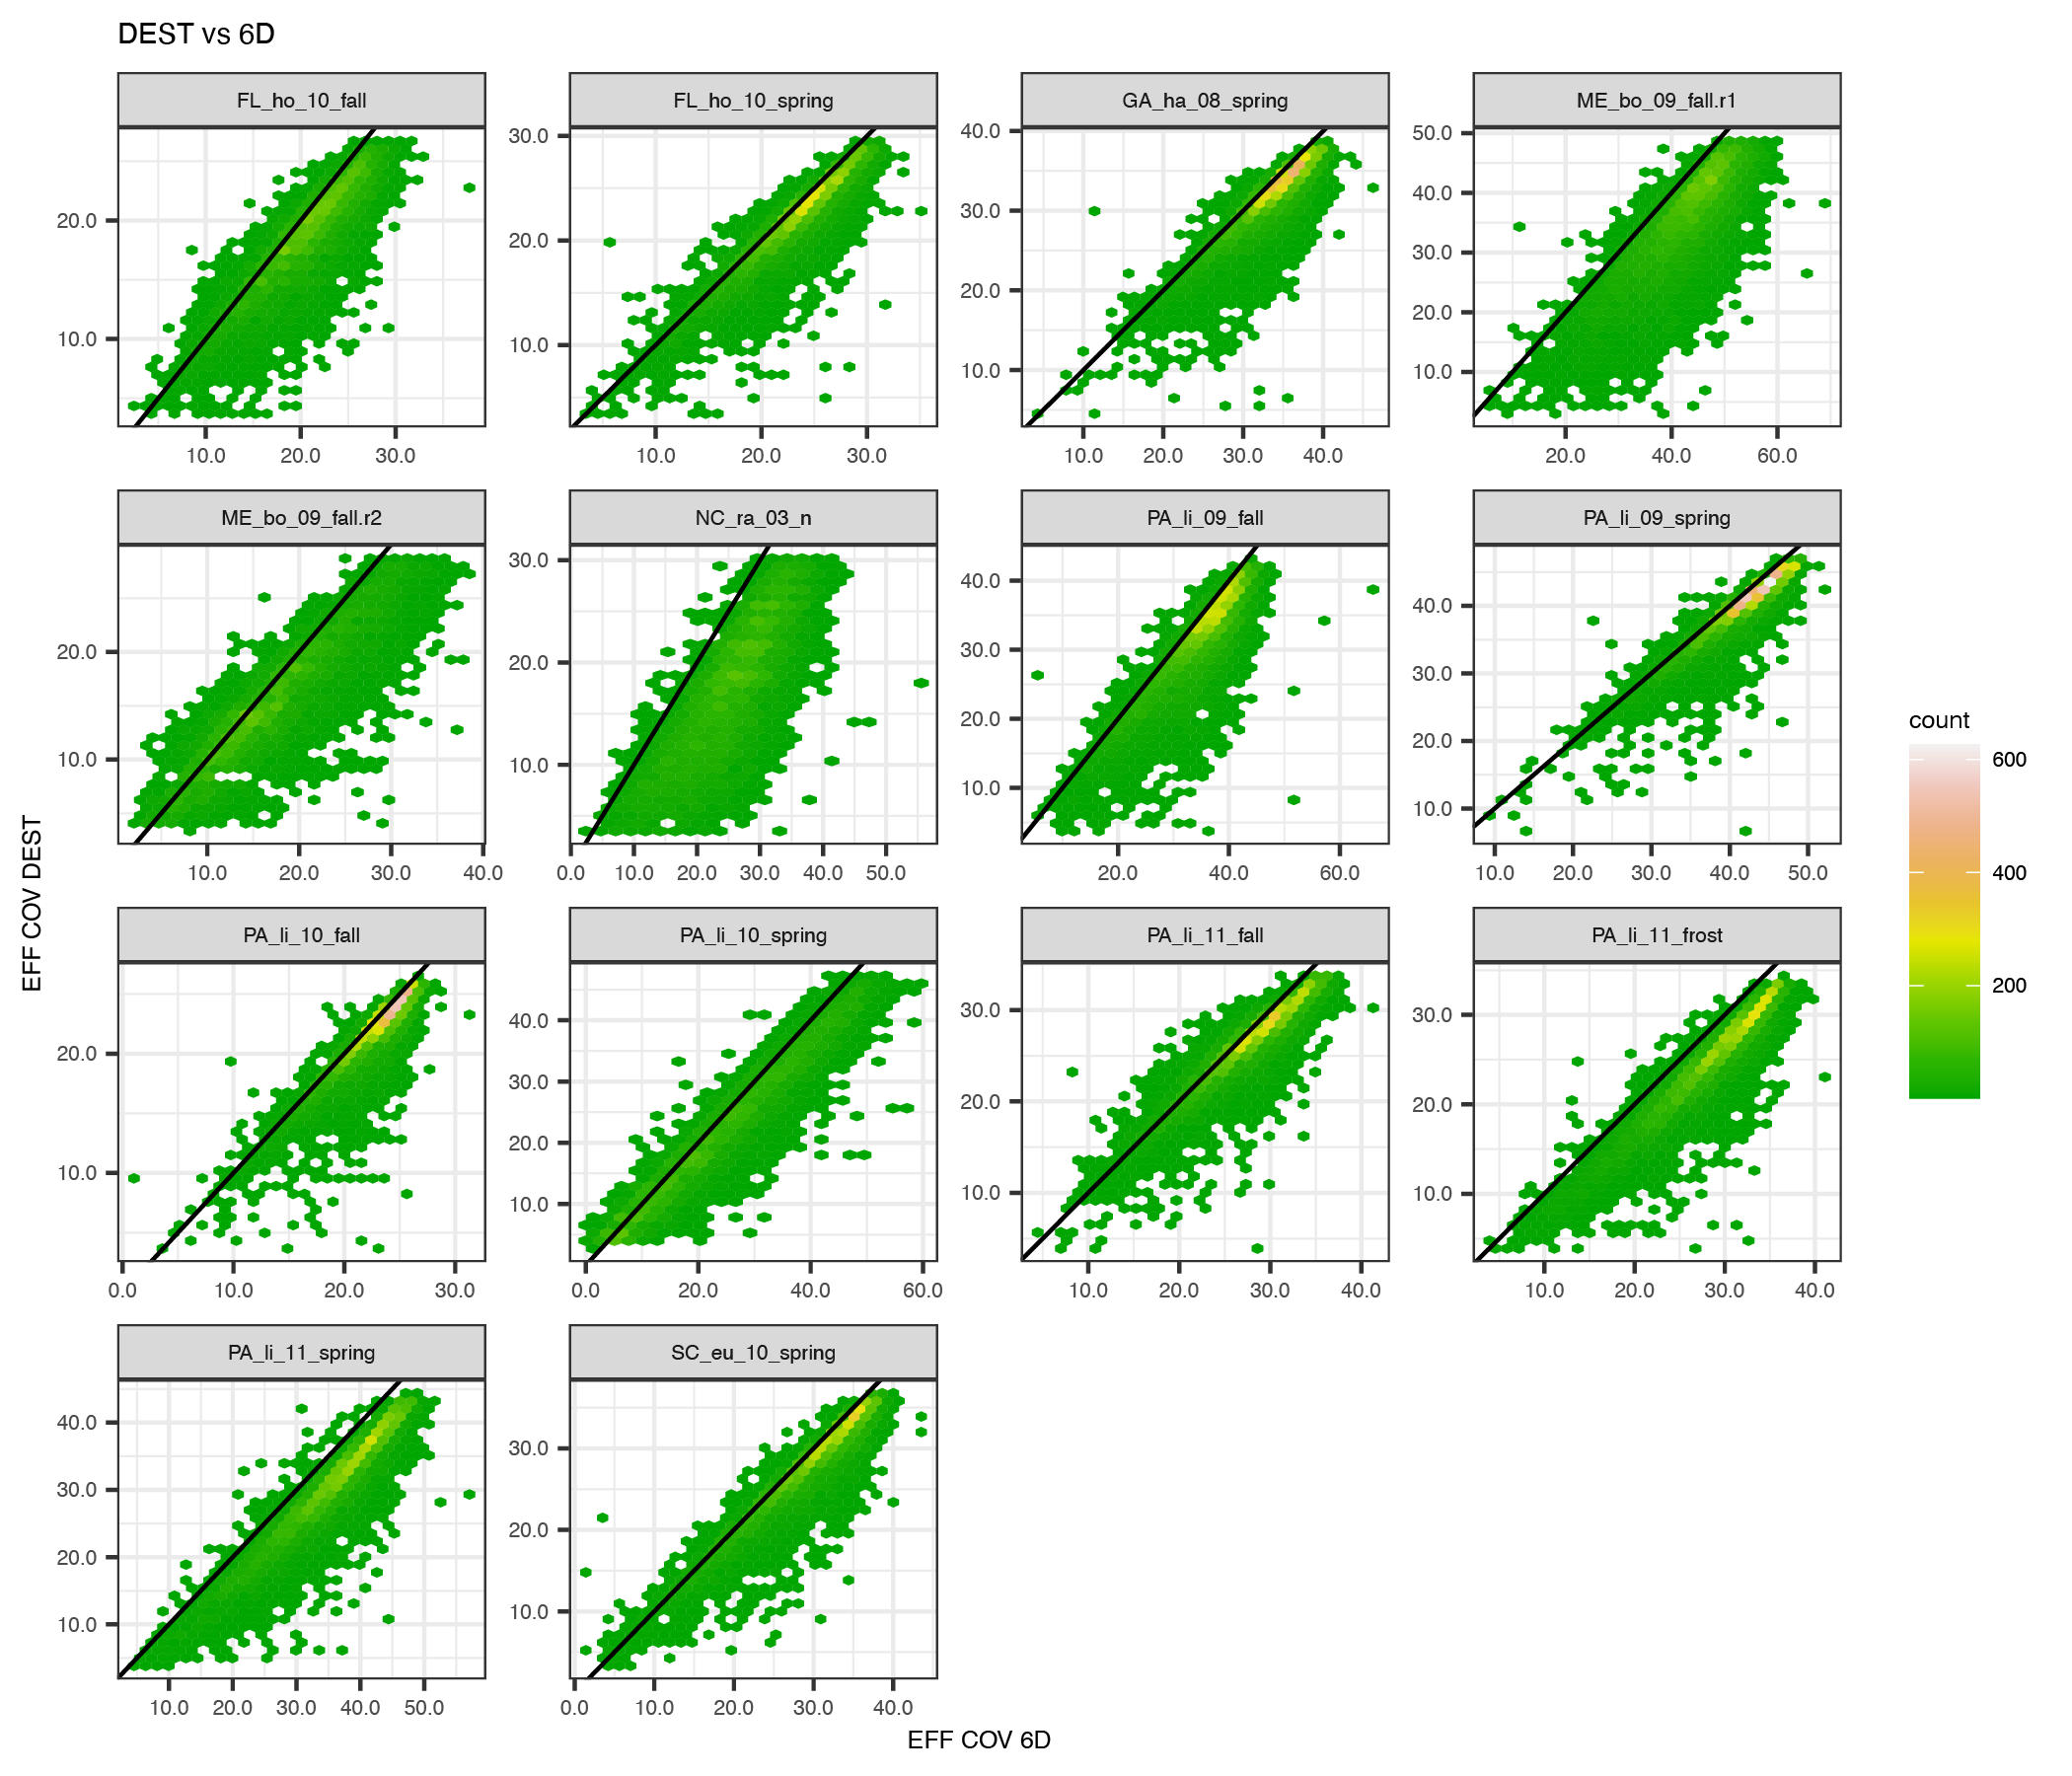 DEST vs 6D
FL_ho_10_fall
FL_ho_10_spring
GA_ha_08_spring
ME_bo_09_fall.r1
20.0
10.0
10.0 20.0 30.0
30.0
20.0
10.0
10.0 20.0 30.0
40.0
30.0
20.0
10.0
10.0 20.0 30.0 40.0
50.0
40.0
30.0
20.0
10.0
20.0 40.0 60.0
ME_bo_09_fall.r2
NC_ra_03_n
PA_li_09_fall
PA_li_09_spring
20.0
10.0
10.0 20.0 30.0 40.0
30.0
20.0
10.0
0.0 10.0 20.0 30.0 40.0 50.0
40.0
30.0
20.0
10.0
20.0 40.0 60.0
40.0
30.0
20.0
10.0
10.0 20.0 30.0 40.0 50.0
PA_li_10_fall
PA_li_10_spring
PA_li_11_fall
PA_li_11_frost
20.0
10.0
0.0 10.0 20.0 30.0
40.0
30.0
20.0
10.0
0.0 20.0 40.0 60.0
30.0
20.0
10.0
10.0 20.0 30.0 40.0
30.0
20.0
10.0
10.0 20.0 30.0 40.0
PA_li_11_spring
SC_eu_10_spring
40.0
30.0
20.0
10.0
10.0 20.0 30.0 40.0 50.0
30.0
20.0
10.0
0.0 10.0 20.0 30.0 40.0
EFF COV DEST
EFF COV 6D
count
600
400
200